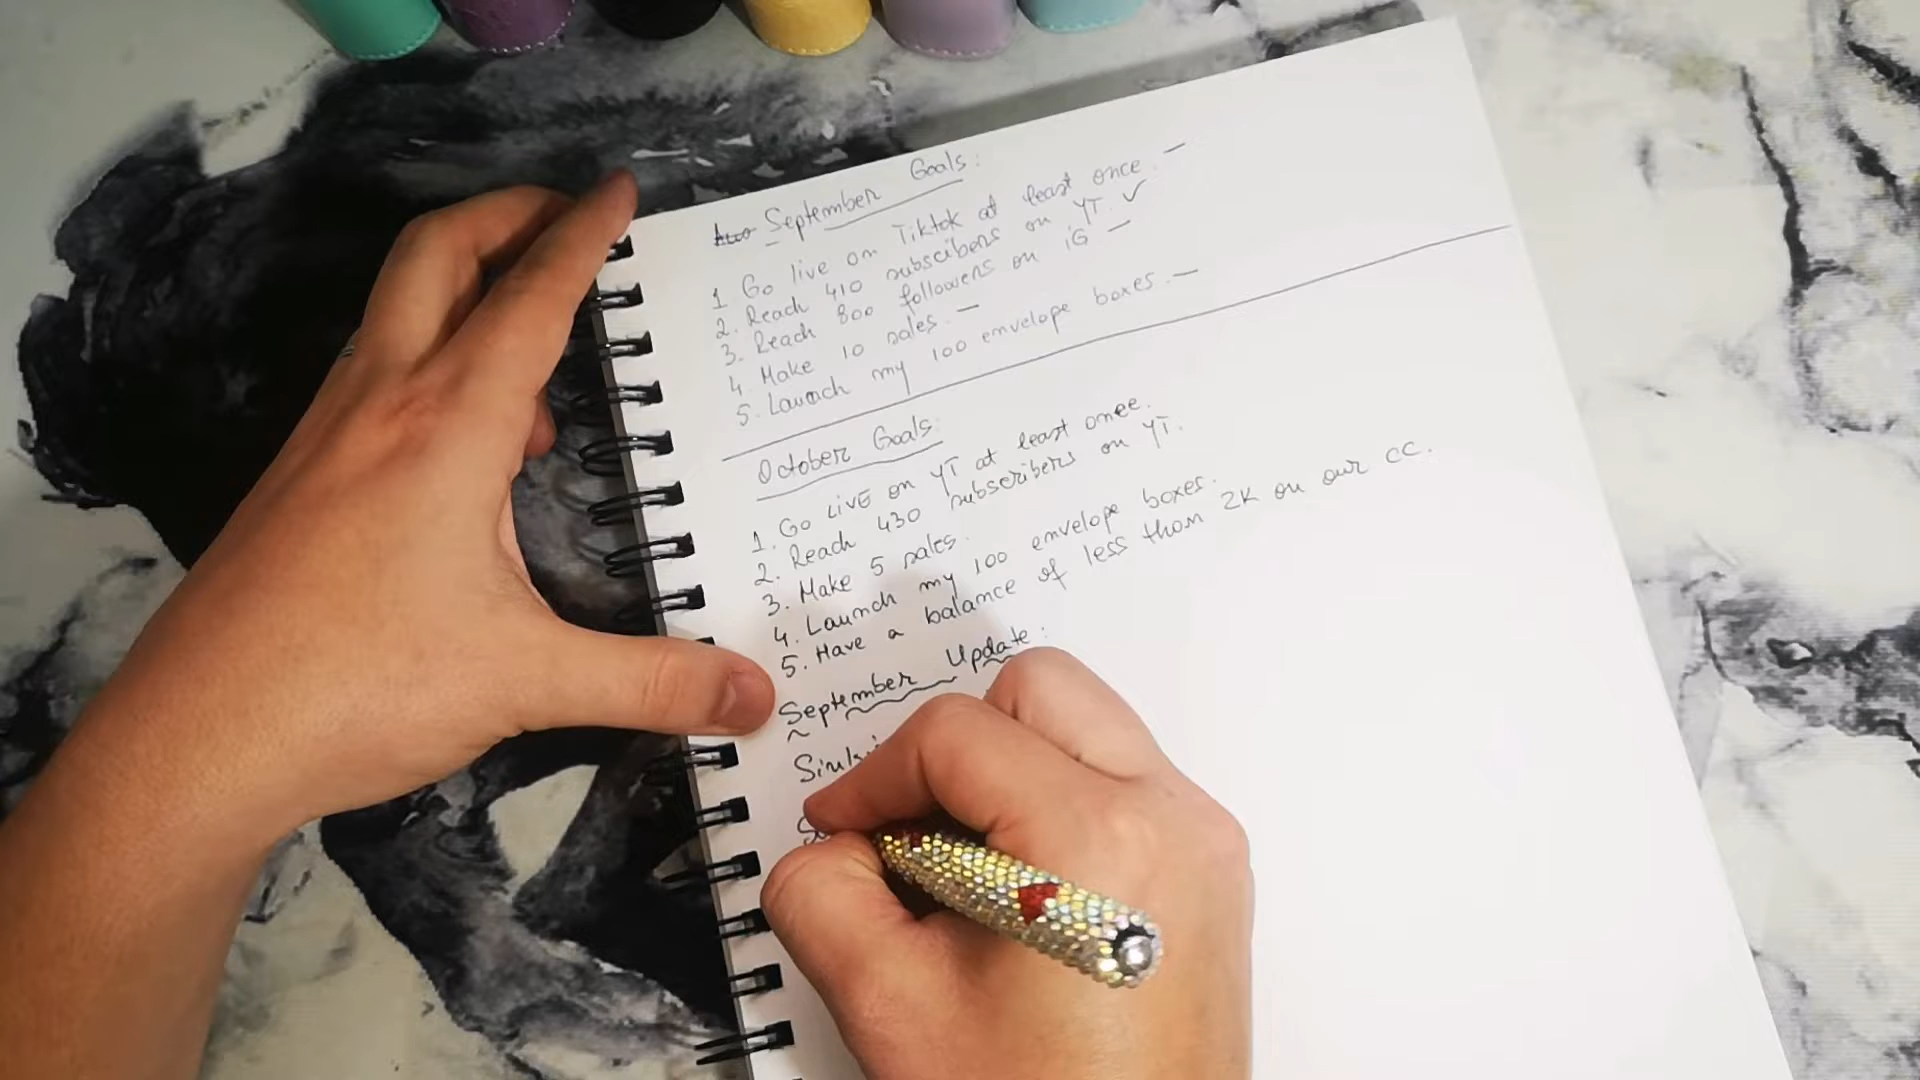 September Goals:
1 Go live on Tiktok at least once. —
2. Reach 410 subscibers on YT. ✓
3. Reach 800 followers on iG —
4. Make 10 sales. —
5. Launch my 100 envelope boxes. —
October Goals:
1. Go LiVE on YT at least once.
2. Reach 430 subscribers on YT.
3. Make 5 sales.
4. Launch my 100 envelope boxes.
5. Have a balance of less than 2K on our CC.
September Update: